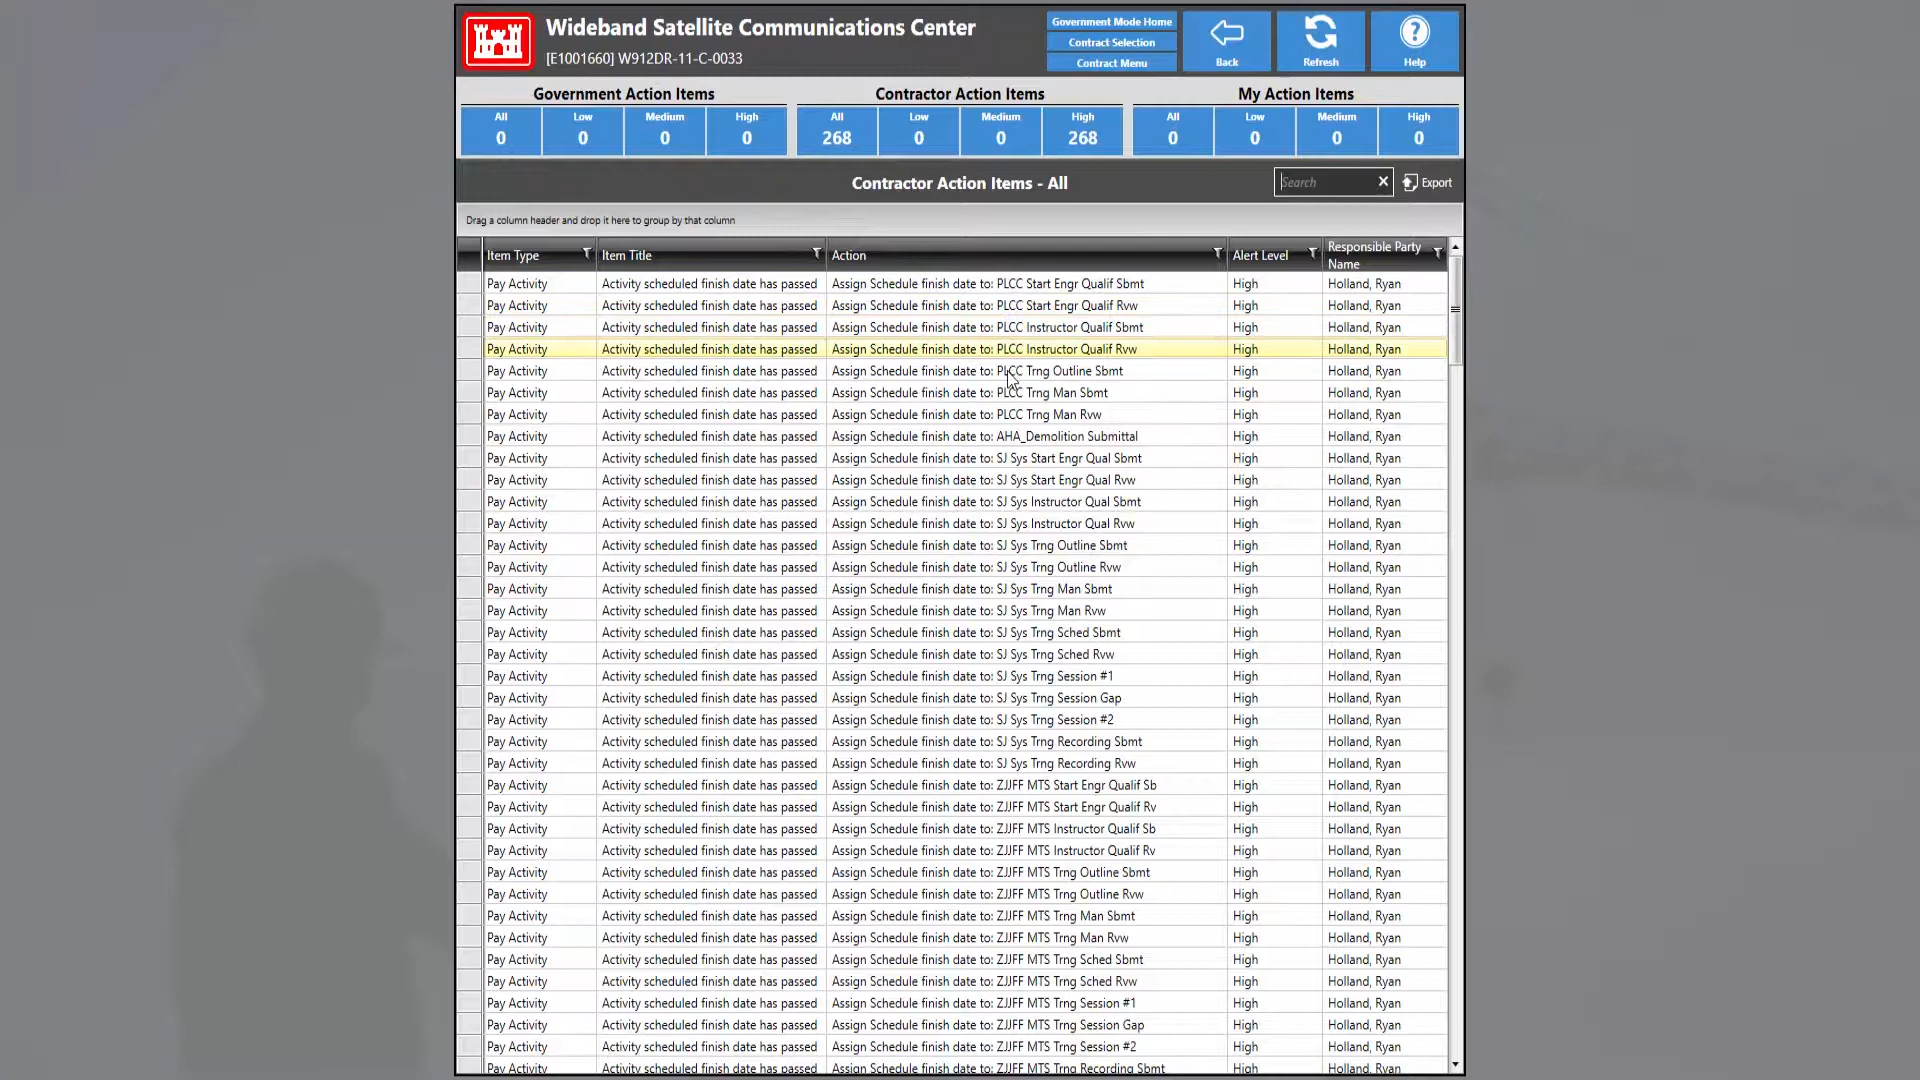 Wideband Satellite Communications Center
[E1001660] W912DR-11-C-0033
Government Mode Home
Contract Selection
Contract Menu
Back
Refresh
Help
Government Action Items
Contractor Action Items
My Action Items
All Low Medium High All Low Medium High All Low Medium High
0 0 0 0 268 0 0 268 0 0 0 0
Contractor Action Items - All
Search
Export
Drag a column header and drop it here to group by that column
Item Type Item Title Action Alert Level Responsible Party Name
Pay Activity Activity scheduled finish date has passed Assign Schedule finish date to: PLCC Start Engr Qualif Sbmt High Holland, Ryan
Pay Activity Activity scheduled finish date has passed Assign Schedule finish date to: PLCC Start Engr Qualif Rvw High Holland, Ryan
Pay Activity Activity scheduled finish date has passed Assign Schedule finish date to: PLCC Instructor Qualif Sbmt High Holland, Ryan
Pay Activity Activity scheduled finish date has passed Assign Schedule finish date to: PLCC Instructor Qualif Rvw High Holland, Ryan
Pay Activity Activity scheduled finish date has passed Assign Schedule finish date to: PLCC Trng Outline Sbmt High Holland, Ryan
Pay Activity Activity scheduled finish date has passed Assign Schedule finish date to: PLCC Trng Man Sbmt High Holland, Ryan
Pay Activity Activity scheduled finish date has passed Assign Schedule finish date to: PLCC Trng Man Rvw High Holland, Ryan
Pay Activity Activity scheduled finish date has passed Assign Schedule finish date to: AHA_Demolition Submittal High Holland, Ryan
Pay Activity Activity scheduled finish date has passed Assign Schedule finish date to: SJ Sys Start Engr Qual Sbmt High Holland, Ryan
Pay Activity Activity scheduled finish date has passed Assign Schedule finish date to: SJ Sys Start Engr Qual Rvw High Holland, Ryan
Pay Activity Activity scheduled finish date has passed Assign Schedule finish date to: SJ Sys Instructor Qual Sbmt High Holland, Ryan
Pay Activity Activity scheduled finish date has passed Assign Schedule finish date to: SJ Sys Instructor Qual Rvw High Holland, Ryan
Pay Activity Activity scheduled finish date has passed Assign Schedule finish date to: SJ Sys Trng Outline Sbmt High Holland, Ryan
Pay Activity Activity scheduled finish date has passed Assign Schedule finish date to: SJ Sys Trng Outline Rvw High Holland, Ryan
Pay Activity Activity scheduled finish date has passed Assign Schedule finish date to: SJ Sys Trng Man Sbmt High Holland, Ryan
Pay Activity Activity scheduled finish date has passed Assign Schedule finish date to: SJ Sys Trng Man Rvw High Holland, Ryan
Pay Activity Activity scheduled finish date has passed Assign Schedule finish date to: SJ Sys Trng Sched Sbmt High Holland, Ryan
Pay Activity Activity scheduled finish date has passed Assign Schedule finish date to: SJ Sys Trng Sched Rvw High Holland, Ryan
Pay Activity Activity scheduled finish date has passed Assign Schedule finish date to: SJ Sys Trng Session #1 High Holland, Ryan
Pay Activity Activity scheduled finish date has passed Assign Schedule finish date to: SJ Sys Trng Session Gap High Holland, Ryan
Pay Activity Activity scheduled finish date has passed Assign Schedule finish date to: SJ Sys Trng Session #2 High Holland, Ryan
Pay Activity Activity scheduled finish date has passed Assign Schedule finish date to: SJ Sys Trng Recording Sbmt High Holland, Ryan
Pay Activity Activity scheduled finish date has passed Assign Schedule finish date to: SJ Sys Trng Recording Rvw High Holland, Ryan
Pay Activity Activity scheduled finish date has passed Assign Schedule finish date to: ZJJFF MTS Start Engr Qualif Sb High Holland, Ryan
Pay Activity Activity scheduled finish date has passed Assign Schedule finish date to: ZJJFF MTS Start Engr Qualif Rv High Holland, Ryan
Pay Activity Activity scheduled finish date has passed Assign Schedule finish date to: ZJJFF MTS Instructor Qualif Sb High Holland, Ryan
Pay Activity Activity scheduled finish date has passed Assign Schedule finish date to: ZJJFF MTS Instructor Qualif Rv High Holland, Ryan
Pay Activity Activity scheduled finish date has passed Assign Schedule finish date to: ZJJFF MTS Trng Outline Sbmt High Holland, Ryan
Pay Activity Activity scheduled finish date has passed Assign Schedule finish date to: ZJJFF MTS Trng Outline Rvw High Holland, Ryan
Pay Activity Activity scheduled finish date has passed Assign Schedule finish date to: ZJJFF MTS Trng Man Sbmt High Holland, Ryan
Pay Activity Activity scheduled finish date has passed Assign Schedule finish date to: ZJJFF MTS Trng Man Rvw High Holland, Ryan
Pay Activity Activity scheduled finish date has passed Assign Schedule finish date to: ZJJFF MTS Trng Sched Sbmt High Holland, Ryan
Pay Activity Activity scheduled finish date has passed Assign Schedule finish date to: ZJJFF MTS Trng Sched Rvw High Holland, Ryan
Pay Activity Activity scheduled finish date has passed Assign Schedule finish date to: ZJJFF MTS Trng Session #1 High Holland, Ryan
Pay Activity Activity scheduled finish date has passed Assign Schedule finish date to: ZJJFF MTS Trng Session Gap High Holland, Ryan
Pay Activity Activity scheduled finish date has passed Assign Schedule finish date to: ZJJFF MTS Trng Session #2 High Holland, Ryan
Pay Activity Activity scheduled finish date has passed Assign Schedule finish date to: ZJJFF MTS Trng Recording Sbmt High Holland, Ryan